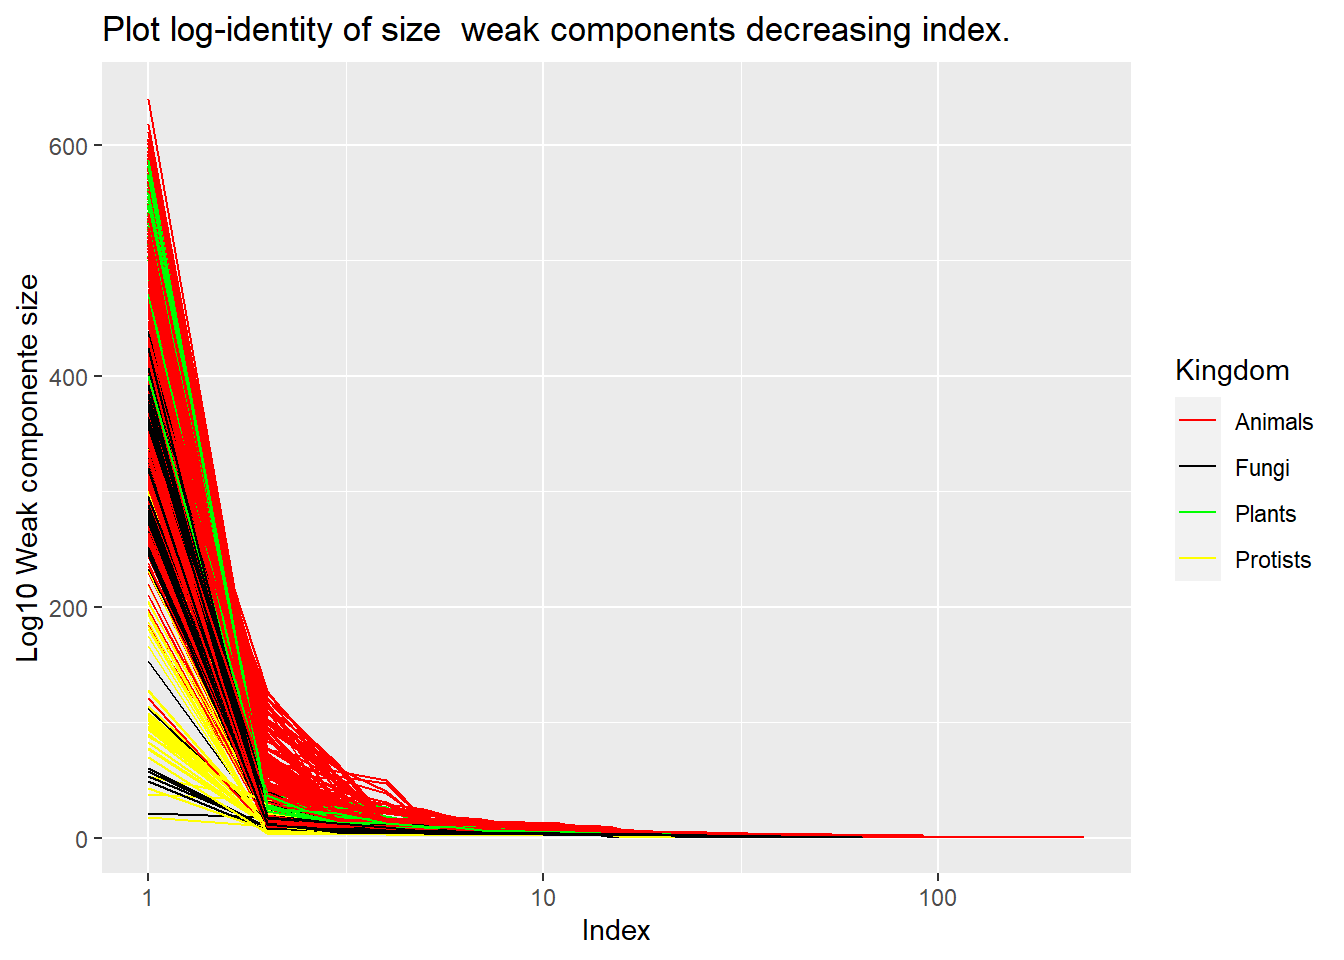 Plot log-identity of size  weak components decreasing index.
Log10 Weak componente size
600
400
200
0
1
10
100
Index
Kingdom
Animals
Fungi
Plants
Protists